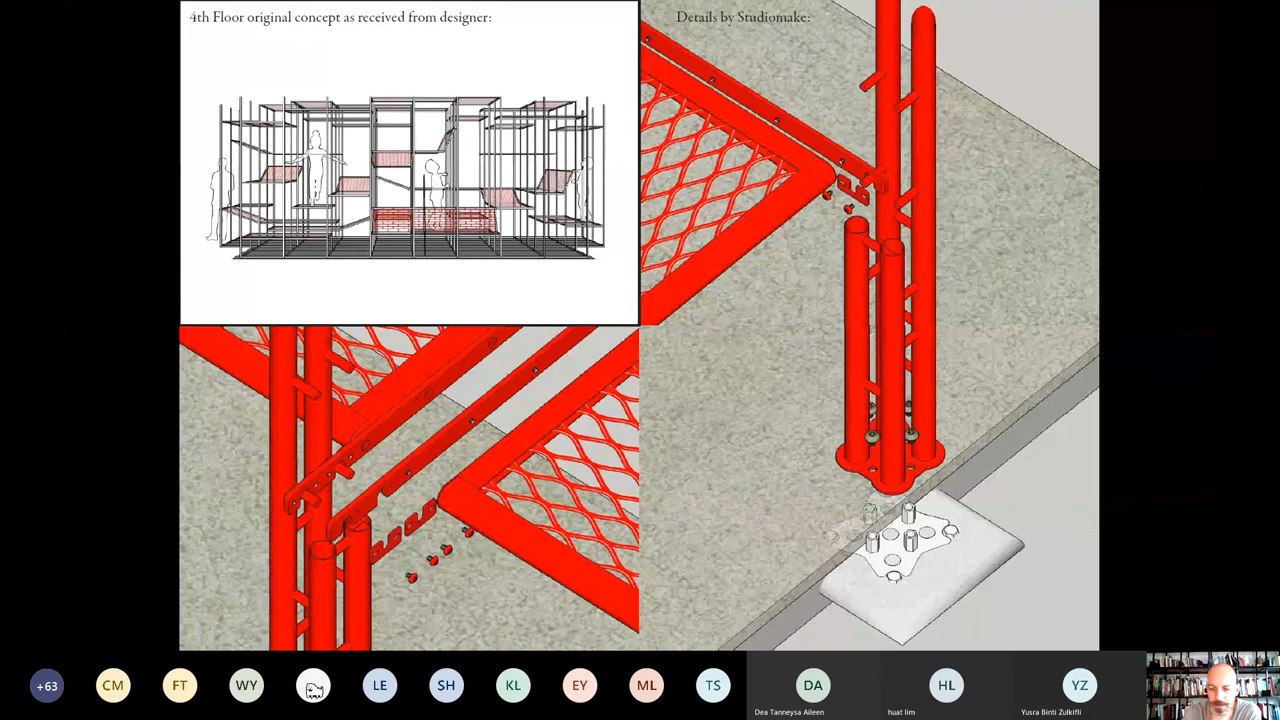 4th Floor original concept as received from designer:
Details by Studiomake:
+63
CM
FT
WY
LE
SH
KL
EY
ML
TS
DA
HL
YZ
Dea Tanneysa Aileen
huat lim
Yusra Binti Zulkifli